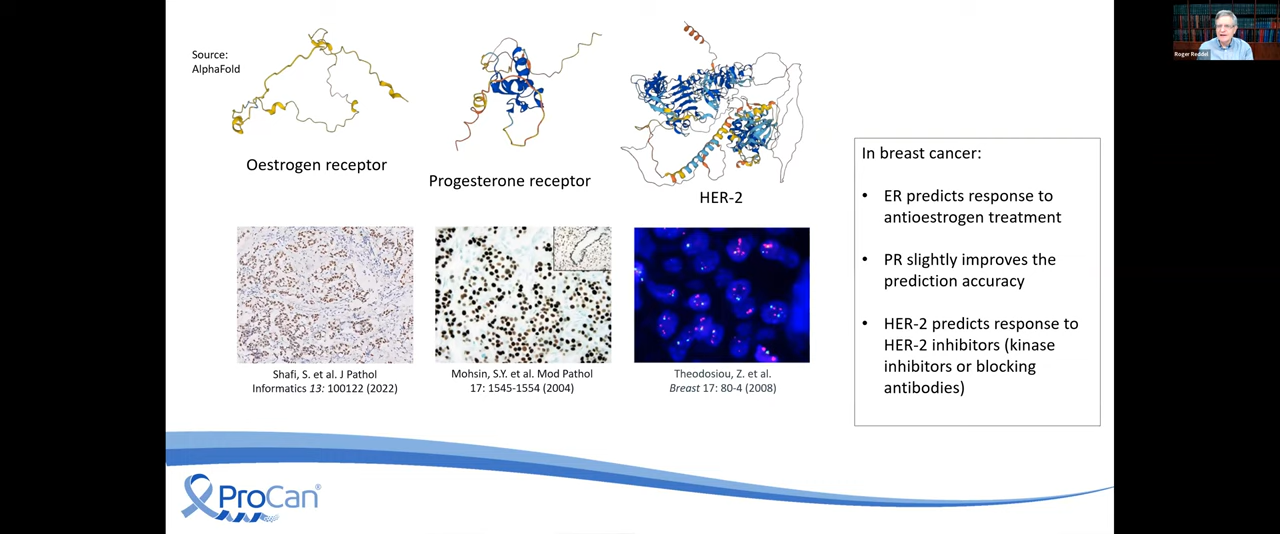 Source:
AlphaFold
Oestrogen receptor
Progesterone receptor
HER-2
Shafi, S. et al. J Pathol
Informatics 13: 100122 (2022)
Mohsin, S.Y. et al. Mod Pathol
17: 1545-1554 (2004)
Theodosiou, Z. et al.
Breast 17: 80-4 (2008)
In breast cancer:
• ER predicts response to
antioestrogen treatment
• PR slightly improves the
prediction accuracy
• HER-2 predicts response to
HER-2 inhibitors (kinase
inhibitors or blocking
antibodies)
ProCan®
Roger Reddel